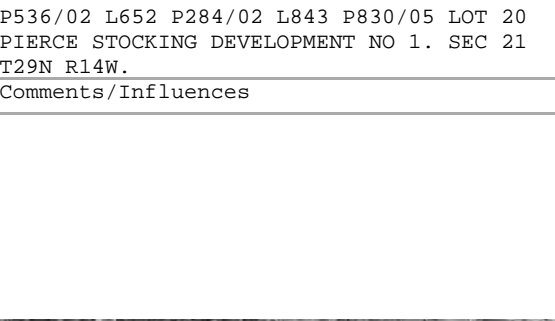 P536/02 L652 P284/02 L843 P830/05 LOT 20
PIERCE STOCKING DEVELOPMENT NO 1. SEC 21
T29N R14W.
Comments/Influences